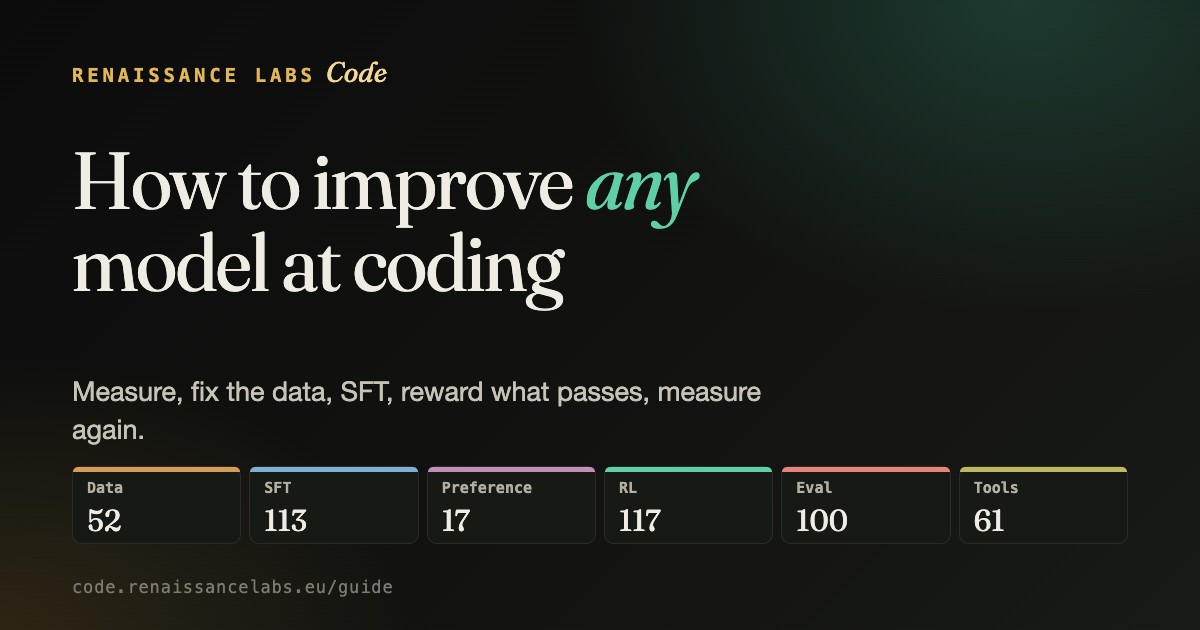 RENAISSANCE LABS Code
How to improve any
model at coding
Measure, fix the data, SFT, reward what passes, measure
again.
Data
52
SFT
113
Preference
17
RL
117
Eval
100
Tools
61
code.renaissancelabs.eu/guide